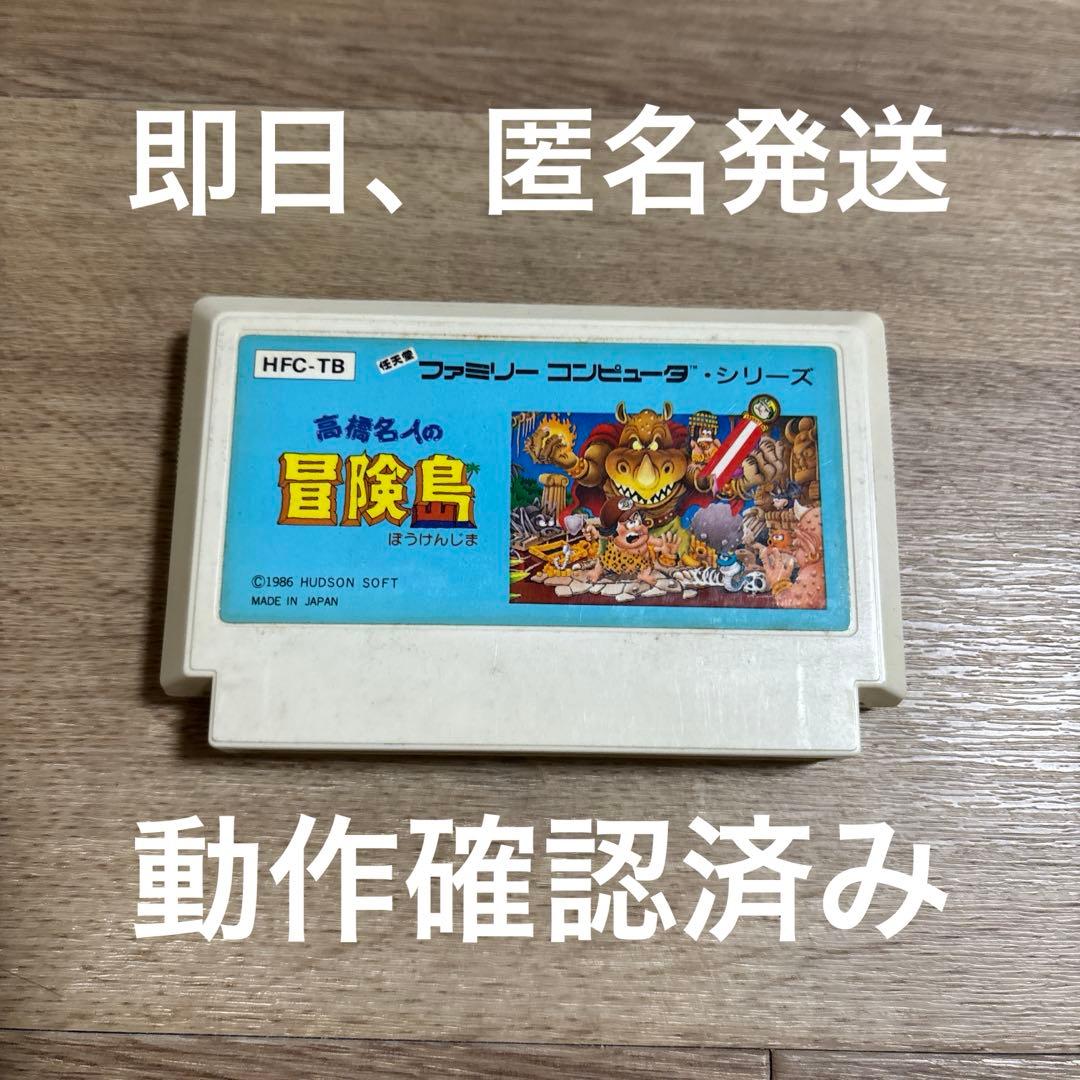 即日、匿名発送
HFC-TB
任天堂 ファミリー コンピュータ™・シリーズ
高橋名人の
冒険島
ぼうけんじま
©1986 HUDSON SOFT
MADE IN JAPAN
動作確認済み